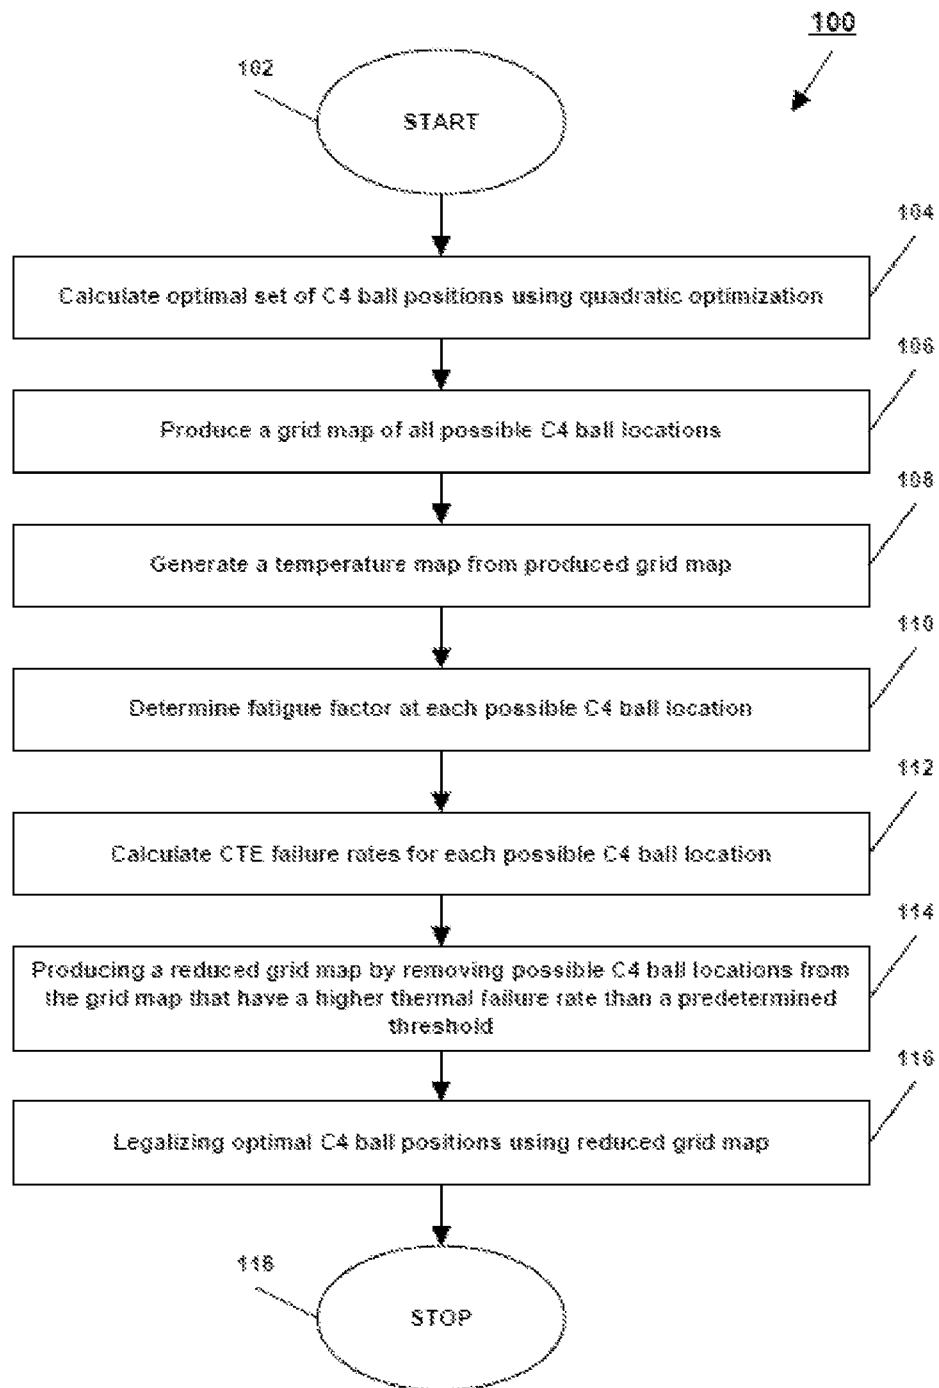 100
102
START
104
Calculate optimal set of C4 ball positions using quadratic optimization
106
Produce a grid map of all possible C4 ball locations
108
Generate a temperature map from produced grid map
110
Determine fatigue factor at each possible C4 ball location
112
Calculate CTE failure rates for each possible C4 ball location
114
Producing a reduced grid map by removing possible C4 ball locations from
the grid map that have a higher thermal failure rate than a predetermined
threshold
116
Legalizing optimal C4 ball positions using reduced grid map
118
STOP